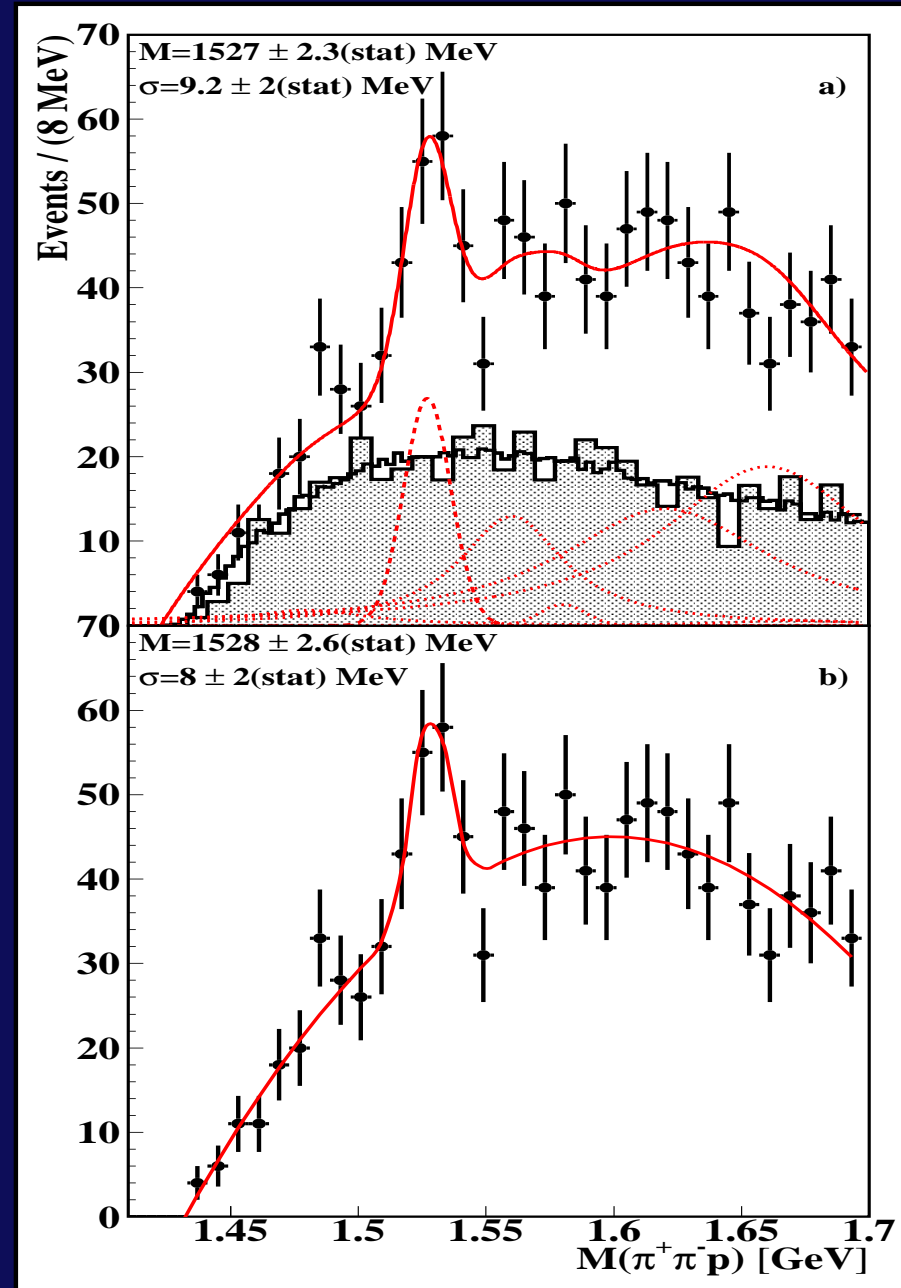 70
M=1527 ± 2.3(stat) MeV
σ=9.2 ± 2(stat) MeV
a)
Events / (8 MeV)
60
50
40
30
20
10
70
M=1528 ± 2.6(stat) MeV
σ=8 ± 2(stat) MeV
b)
60
50
40
30
20
10
0
1.45 1.5 1.55 1.6 1.65 1.7
M(π⁺π⁻p) [GeV]